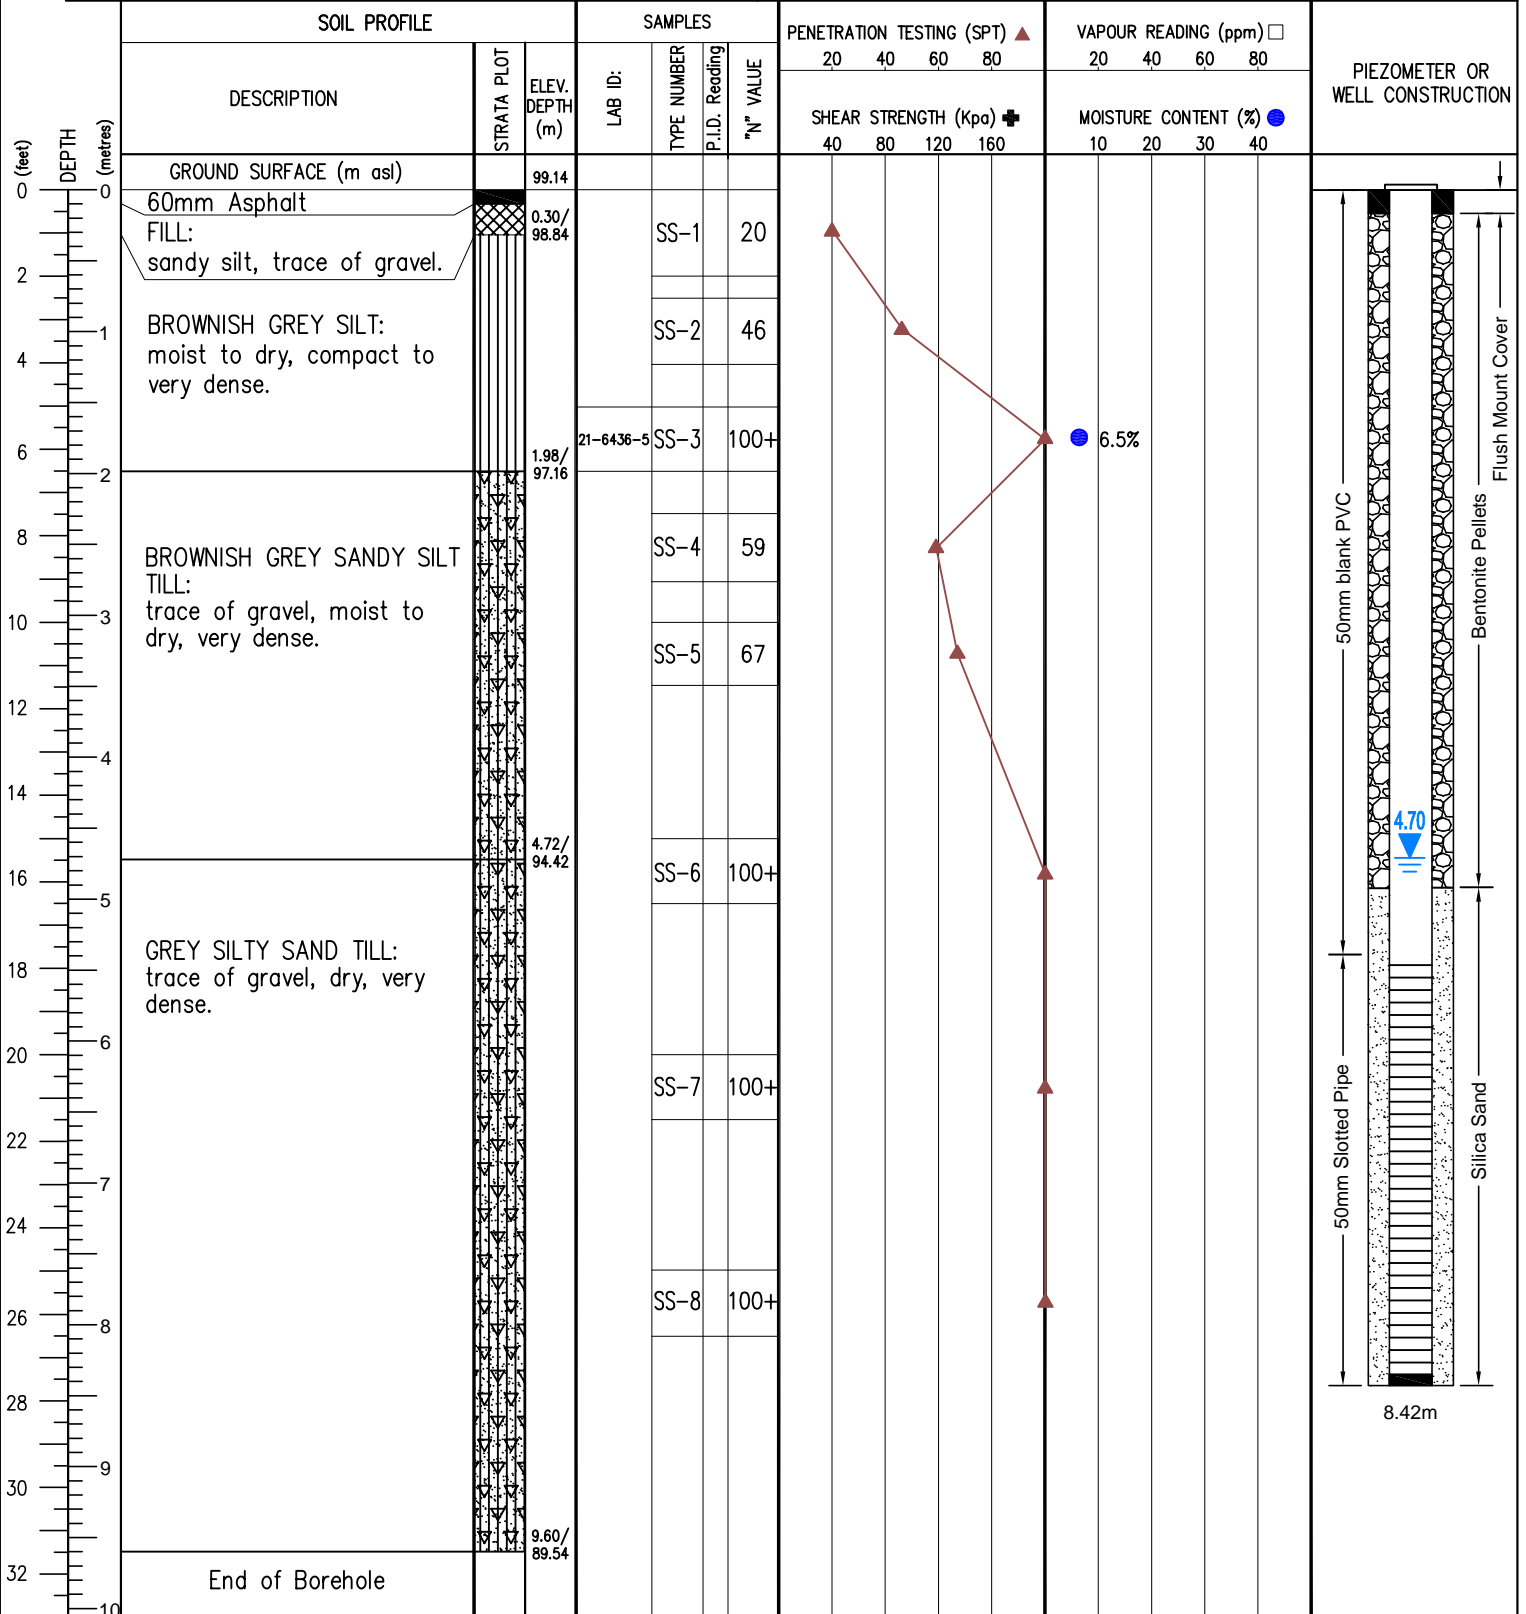 SOIL PROFILE
SAMPLES
PENETRATION TESTING (SPT)
20 40 60 80
VAPOUR READING (ppm)
20 40 60 80
PIEZOMETER OR
WELL CONSTRUCTION
DEPTH
(feet)
(metres)
DESCRIPTION
STRATA PLOT
ELEV.
DEPTH
(m)
LAB ID:
TYPE NUMBER
P.I.D. Reading
"N" VALUE
SHEAR STRENGTH (Kpa)
40 80 120 160
MOISTURE CONTENT (%)
10 20 30 40
GROUND SURFACE (m asl)
99.14
60mm Asphalt
FILL:
sandy silt, trace of gravel.
0.30/
98.84
SS-1 20
BROWNISH GREY SILT:
moist to dry, compact to
very dense.
SS-2 46
21-6436-5 SS-3 100+
6.5%
1.98/
97.16
BROWNISH GREY SANDY SILT
TILL:
trace of gravel, moist to
dry, very dense.
SS-4 59
SS-5 67
4.72/
94.42
SS-6 100+
GREY SILTY SAND TILL:
trace of gravel, dry, very
dense.
SS-7 100+
SS-8 100+
9.60/
89.54
End of Borehole
0
2
4
6
8
10
12
14
16
18
20
22
24
26
28
30
32
0
1
2
3
4
5
6
7
8
9
10
50mm blank PVC
50mm Slotted Pipe
4.70
Flush Mount Cover
Bentonite Pellets
Silica Sand
8.42m